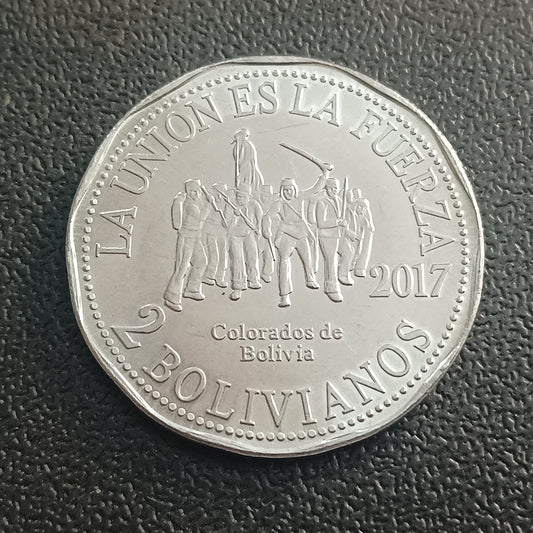 LA UNION ES LA FUERZA
2017
Colorados de
Bolivia
2 BOLIVIANOS